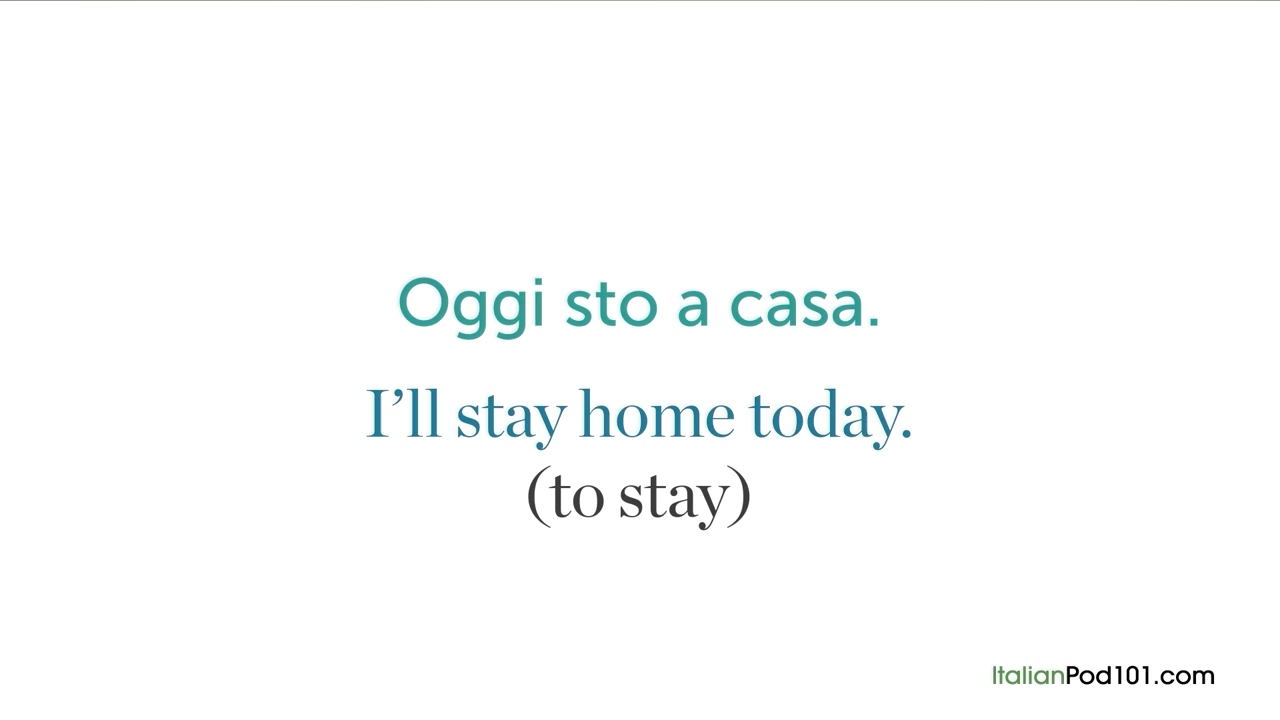 Oggi sto a casa.
I’ll stay home today.
(to stay)
ItalianPod101.com